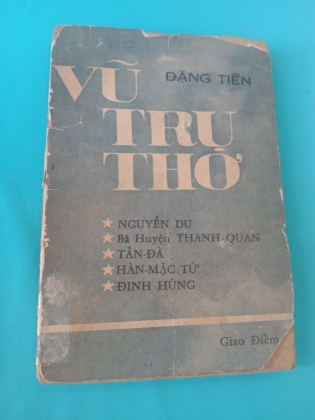 ĐẶNG TIẾN
VŨ
TRỤ
THƠ
NGUYỄN DU
Bà Huyện THANH-QUAN
TẢN-ĐÀ
HÀN-MẶC TỬ
ĐINH HÙNG
Giao Điểm